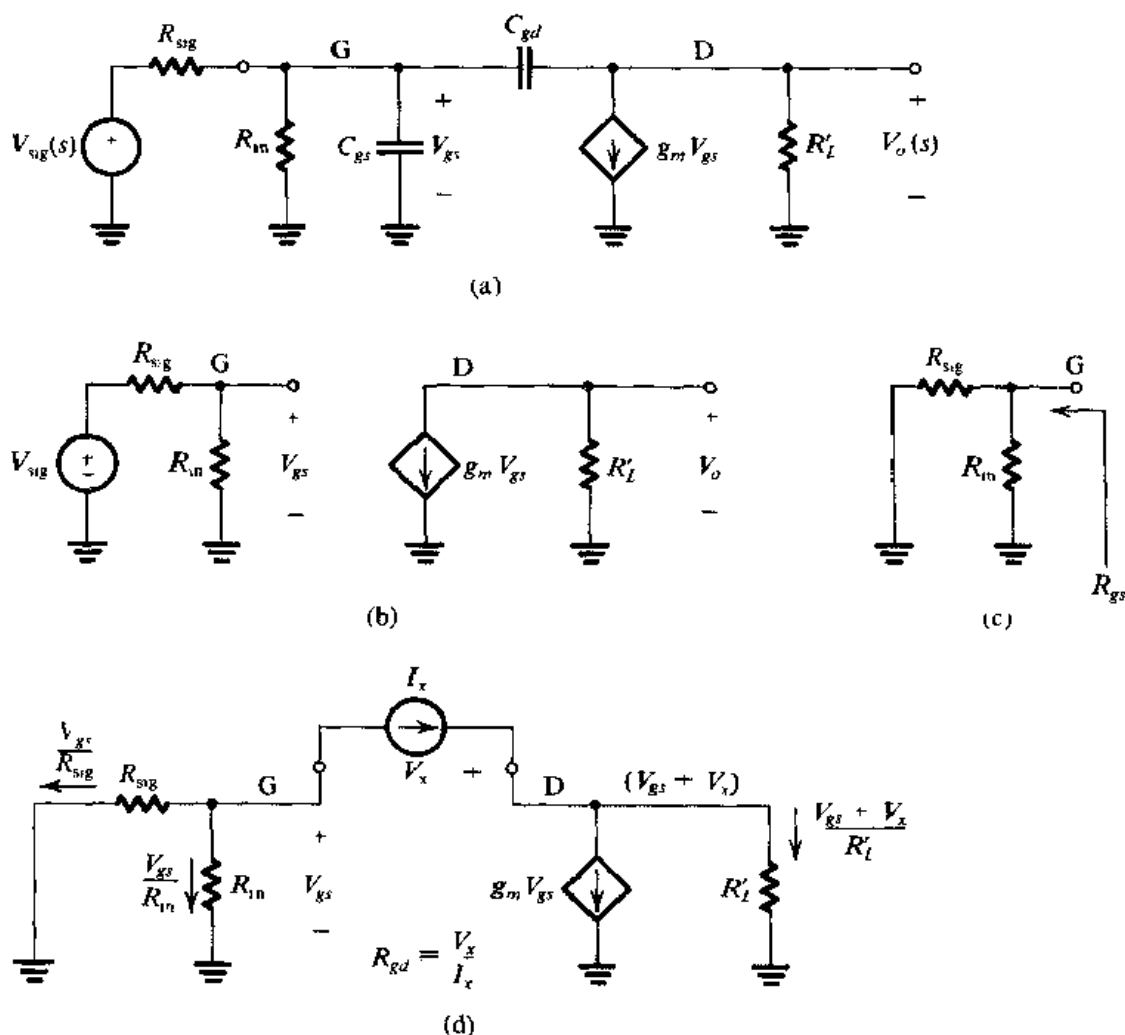 R_sig
G
C_gd
D
V_sig(s)
+
R_in
C_gs
+
V_gs
−
g_m V_gs
R'_L
+
V_o(s)
−
(a)
R_sig
G
V_sig
+
−
R_in
+
V_gs
−
D
g_m V_gs
R'_L
+
V_o
−
(b)
R_sig
G
R_in
R_gs
(c)
I_x
V_x
+
V_gs
R_sig
R_sig
G
V_gs
R_in
R_in
+
V_gs
−
D
(V_gs + V_x)
g_m V_gs
V_gs + V_x
R'_L
R'_L
R_gd = V_x
I_x
(d)